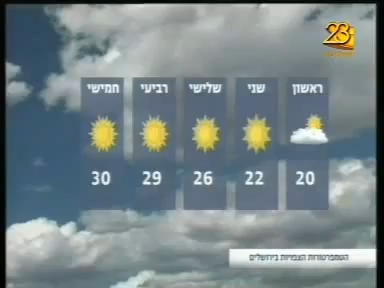 23
ראשון שני שלישי רביעי חמישי
20 22 26 29 30
הטמפרטורות הצפויות בירושלים